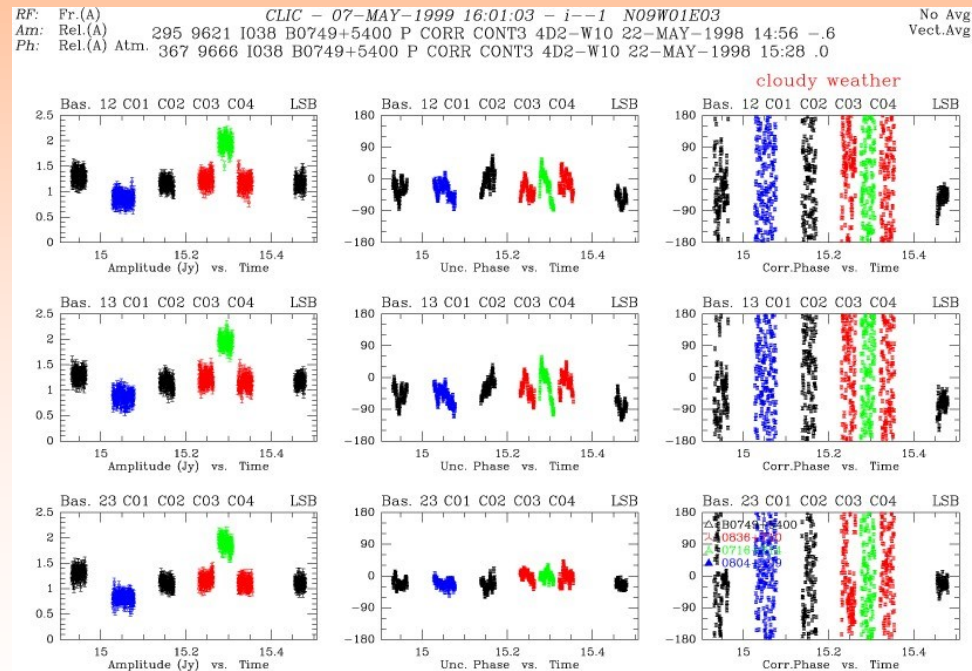 RF: Fr.(A) CLIC - 07-MAY-1999 16:01:03 - i--1 N09W01E03 No Avg
Am: Rel.(A) 295 9621 I038 B0749+5400 P CORR CONT3 4D2-W10 22-MAY-1998 14:56 -.6 Vect.Avg
Ph: Rel.(A) Atm. 367 9666 I038 B0749+5400 P CORR CONT3 4D2-W10 22-MAY-1998 15:28 .0
cloudy weather
Bas. 12 C01 C02 C03 C04 LSB Bas. 12 C01 C02 C03 C04 LSB Bas. 12 C01 C02 C03 C04 LSB
2.5 180 180
2 90 90
1.5
1 0 0
0.5 -90 -90
0 -180 -180
15 15.2 15.4 15 15.2 15.4 15 15.2 15.4
Amplitude (Jy) vs. Time Unc. Phase vs. Time Corr.Phase vs. Time
Bas. 13 C01 C02 C03 C04 LSB Bas. 13 C01 C02 C03 C04 LSB Bas. 13 C01 C02 C03 C04 LSB
2.5 180 180
2 90 90
1.5
1 0 0
0.5 -90 -90
0 -180 -180
15 15.2 15.4 15 15.2 15.4 15 15.2 15.4
Amplitude (Jy) vs. Time Unc. Phase vs. Time Corr.Phase vs. Time
Bas. 23 C01 C02 C03 C04 LSB Bas. 23 C01 C02 C03 C04 LSB Bas. 23 C01 C02 C03 C04 LSB
2.5 180 180
2 90 90
1.5
1 0 0
0.5 -90 -90
0 -180 -180
15 15.2 15.4 15 15.2 15.4 15 15.2 15.4
Amplitude (Jy) vs. Time Unc. Phase vs. Time Corr.Phase vs. Time